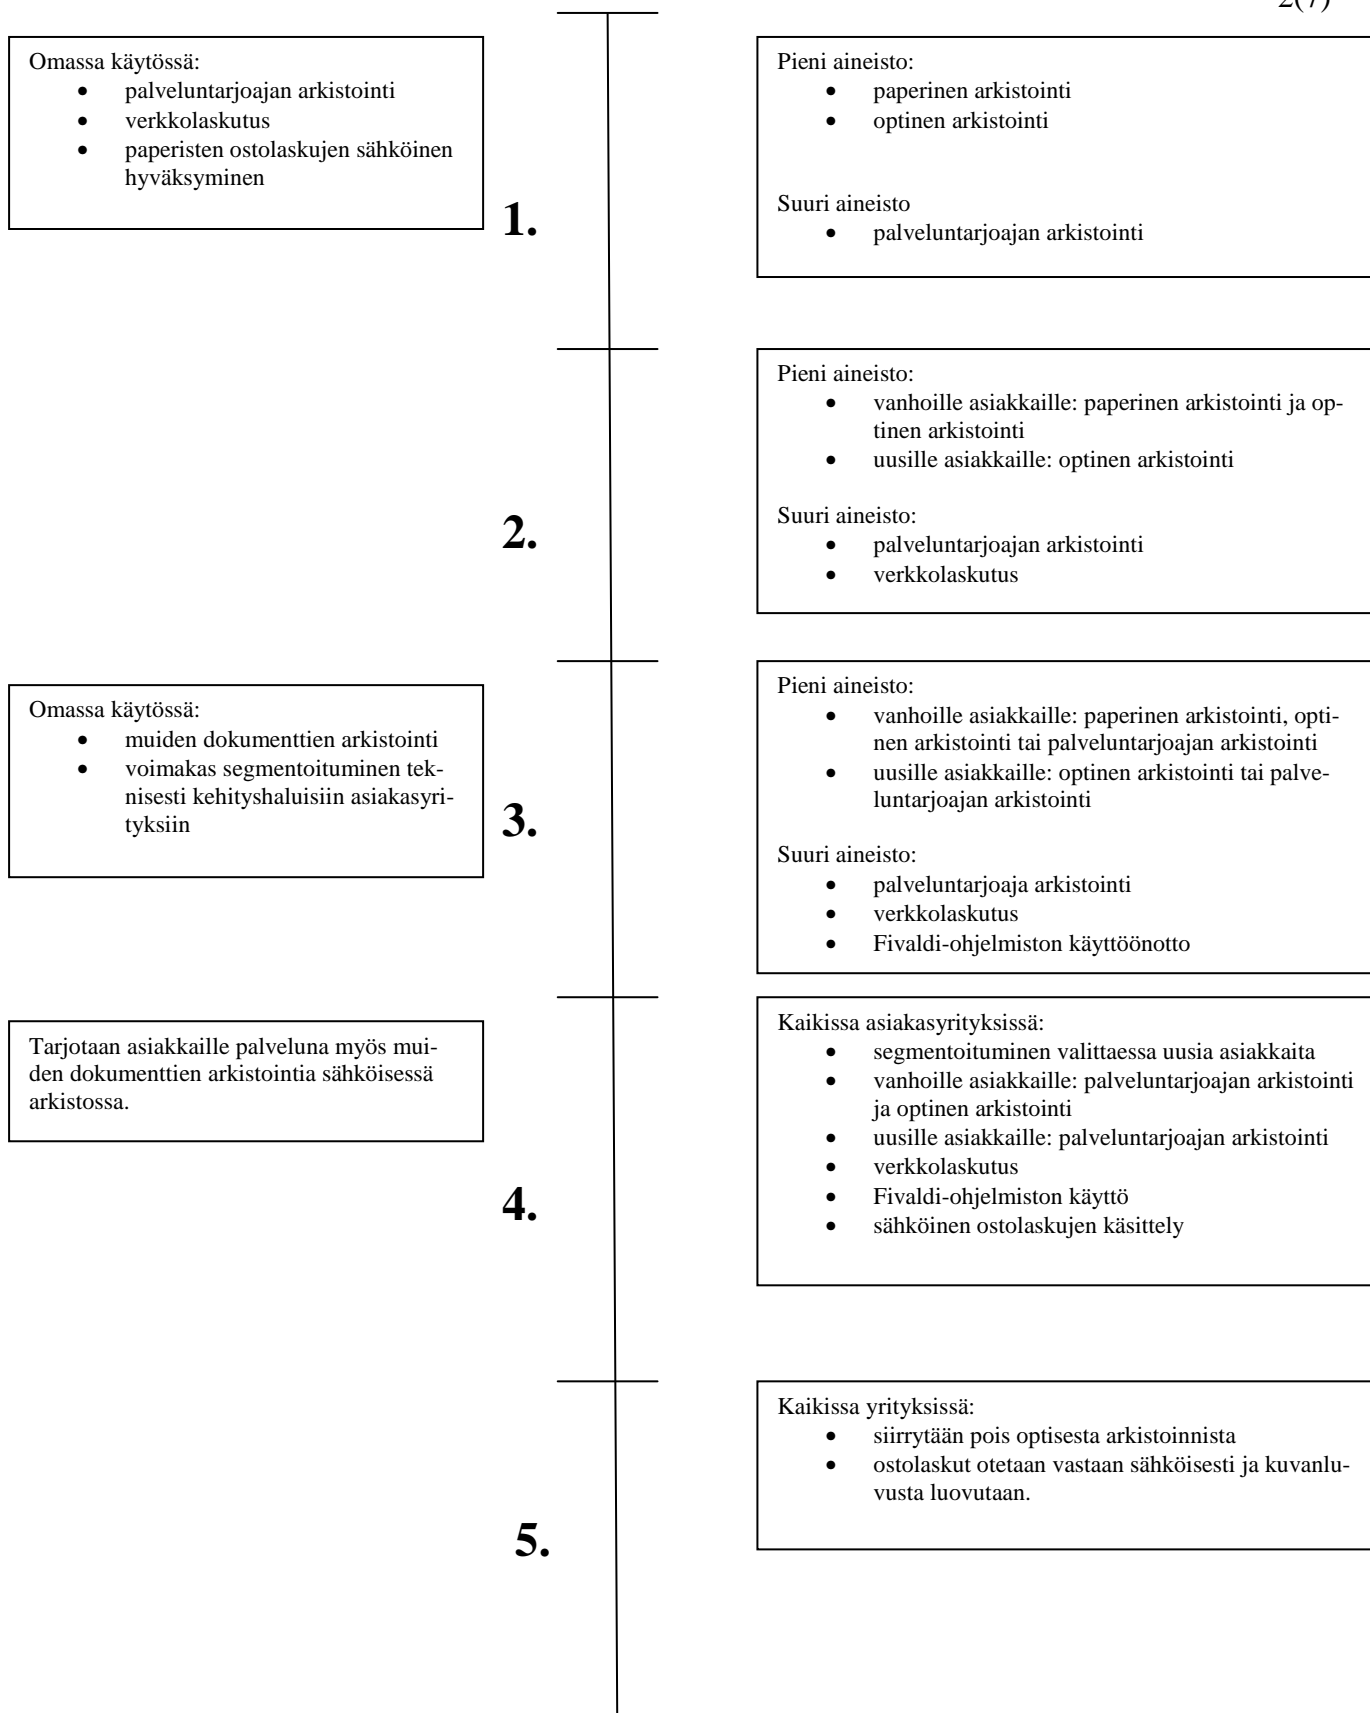 2(7)
Omassa käytössä:
• palveluntarjoajan arkistointi
• verkkolaskutus
• paperisten ostolaskujen sähköinen
hyväksyminen
1.
Pieni aineisto:
• paperinen arkistointi
• optinen arkistointi
Suuri aineisto
• palveluntarjoajan arkistointi
2.
Pieni aineisto:
• vanhoille asiakkaille: paperinen arkistointi ja op-
tinen arkistointi
• uusille asiakkaille: optinen arkistointi
Suuri aineisto:
• palveluntarjoajan arkistointi
• verkkolaskutus
Omassa käytössä:
• muiden dokumenttien arkistointi
• voimakas segmentoituminen tek-
nisesti kehityshaluisiin asiakasyri-
tyksiin
3.
Pieni aineisto:
• vanhoille asiakkaille: paperinen arkistointi, opti-
nen arkistointi tai palveluntarjoajan arkistointi
• uusille asiakkaille: optinen arkistointi tai palve-
luntarjoajan arkistointi
Suuri aineisto:
• palveluntarjoaja arkistointi
• verkkolaskutus
• Fivaldi-ohjelmiston käyttöönotto
Tarjotaan asiakkaille palveluna myös mui-
den dokumenttien arkistointia sähköisessä
arkistossa.
4.
Kaikissa asiakasyrityksissä:
• segmentoituminen valittaessa uusia asiakkaita
• vanhoille asiakkaille: palveluntarjoajan arkistointi
ja optinen arkistointi
• uusille asiakkaille: palveluntarjoajan arkistointi
• verkkolaskutus
• Fivaldi-ohjelmiston käyttö
• sähköinen ostolaskujen käsittely
5.
Kaikissa yrityksissä:
• siirrytään pois optisesta arkistoinnista
• ostolaskut otetaan vastaan sähköisesti ja kuvanlu-
vusta luovutaan.